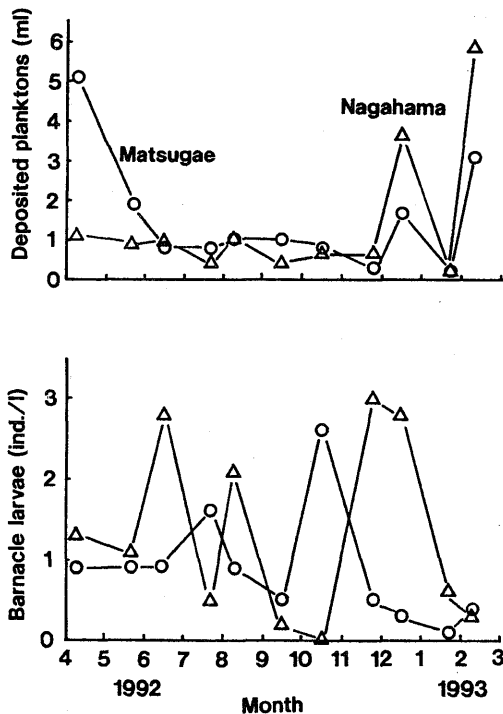 Deposited planktons (ml)
6
5
4
3
2
1
0
Matsugae
Nagahama
Barnacle larvae (ind./l)
3
2
1
0
4 5 6 7 8 9 10 11 12 1 2 3
1992 1993
Month